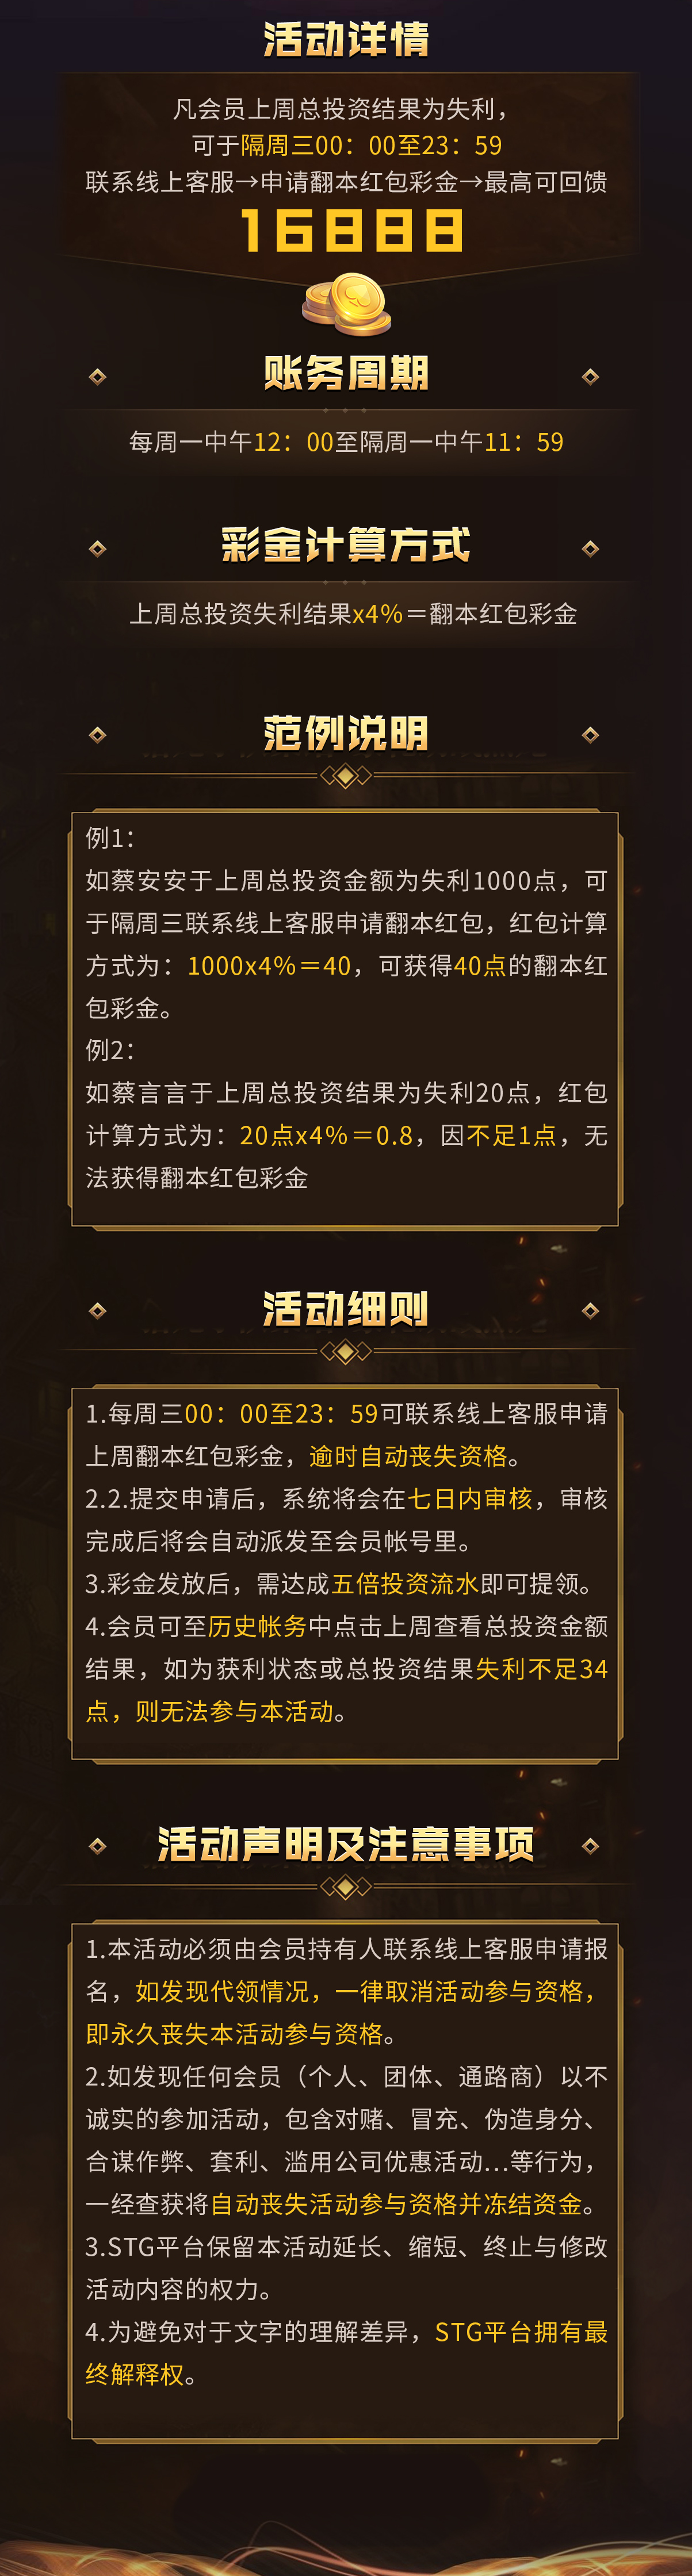 活动详情
凡会员上周总投资结果为失利，
可于隔周三00：00至23：59
联系线上客服→申请翻本红包彩金→最高可回馈
16888
账务周期
每周一中午12：00至隔周一中午11：59
彩金计算方式
上周总投资失利结果x4%＝翻本红包彩金
范例说明
例1：
如蔡安安于上周总投资金额为失利1000点，可
于隔周三联系线上客服申请翻本红包，红包计算
方式为：1000x4%＝40，可获得40点的翻本红
包彩金。
例2：
如蔡言言于上周总投资结果为失利20点，红包
计算方式为：20点x4%＝0.8，因不足1点，无
法获得翻本红包彩金
活动细则
1.每周三00：00至23：59可联系线上客服申请
上周翻本红包彩金，逾时自动丧失资格。
2.2.提交申请后，系统将会在七日内审核，审核
完成后将会自动派发至会员帐号里。
3.彩金发放后，需达成五倍投资流水即可提领。
4.会员可至历史帐务中点击上周查看总投资金额
结果，如为获利状态或总投资结果失利不足34
点，则无法参与本活动。
活动声明及注意事项
1.本活动必须由会员持有人联系线上客服申请报
名，如发现代领情况，一律取消活动参与资格，
即永久丧失本活动参与资格。
2.如发现任何会员（个人、团体、通路商）以不
诚实的参加活动，包含对赌、冒充、伪造身分、
合谋作弊、套利、滥用公司优惠活动...等行为，
一经查获将自动丧失活动参与资格并冻结资金。
3.STG平台保留本活动延长、缩短、终止与修改
活动内容的权力。
4.为避免对于文字的理解差异，STG平台拥有最
终解释权。